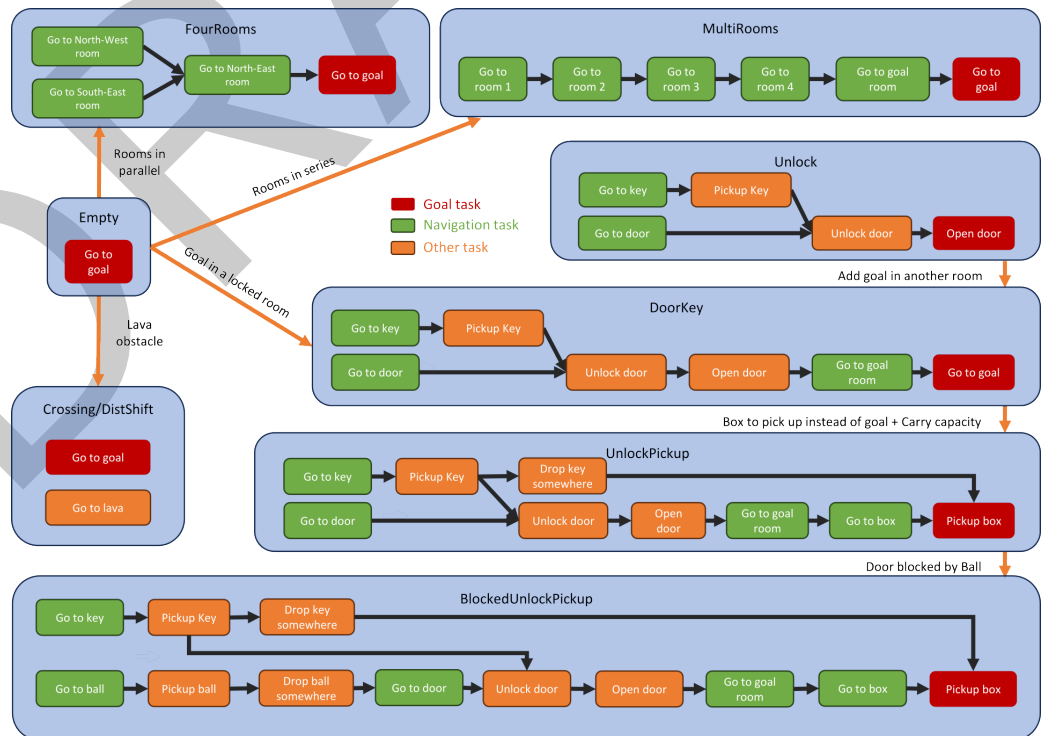 FourRooms
Go to North-West
room
Go to South-East
room
Go to North-East
room
Go to goal
MultiRooms
Go to
room 1
Go to
room 2
Go to
room 3
Go to
room 4
Go to goal
room
Go to
goal
Rooms in
parallel
Rooms in series
Goal in a locked room
Empty
Go to
goal
Lava
obstacle
Goal task
Navigation task
Other task
Unlock
Go to key
Pickup Key
Go to door
Unlock door
Open door
Add goal in another room
DoorKey
Go to key
Pickup Key
Go to door
Unlock door
Open door
Go to goal
room
Go to goal
Crossing/DistShift
Go to goal
Go to lava
Box to pick up instead of goal + Carry capacity
UnlockPickup
Go to key
Pickup Key
Drop key
somewhere
Go to door
Unlock door
Open
door
Go to goal
room
Go to box
Pickup box
Door blocked by Ball
BlockedUnlockPickup
Go to key
Pickup Key
Drop key
somewhere
Go to ball
Pickup ball
Drop ball
somewhere
Go to door
Unlock door
Open door
Go to goal
room
Go to box
Pickup box